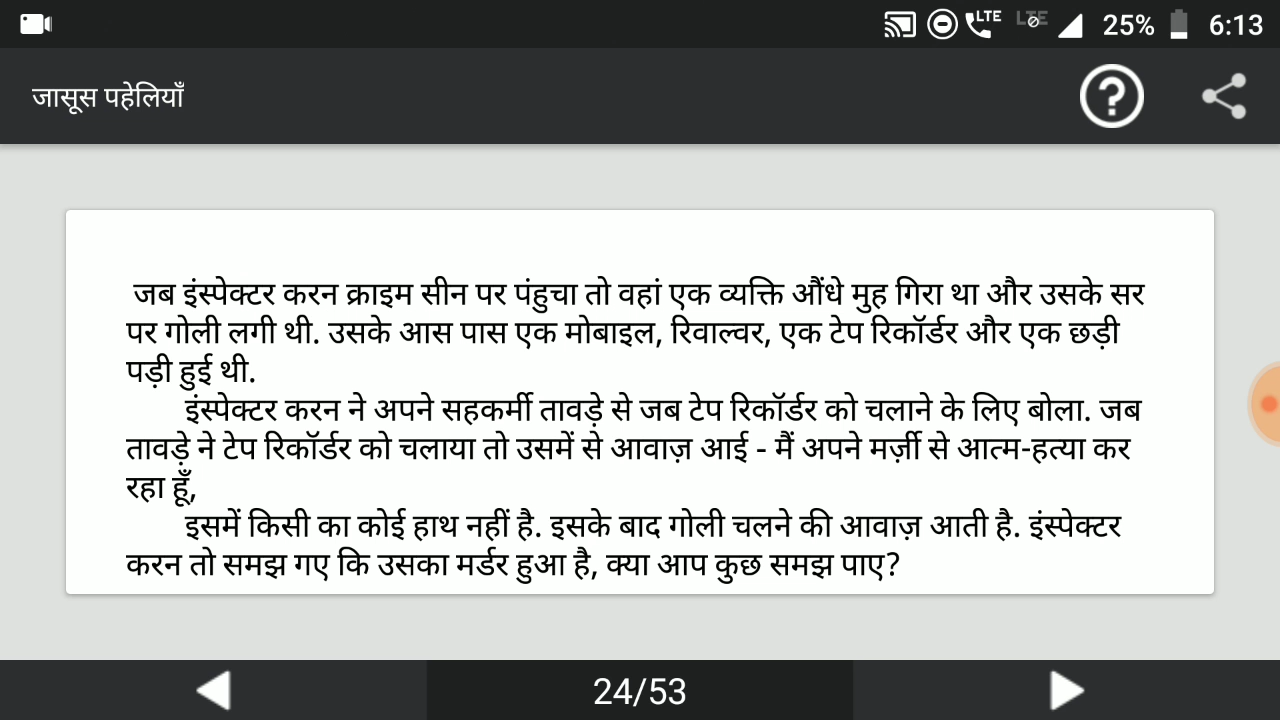 LTE LTE 25% 6:13
जासूस पहेलियाँ
जब इंस्पेक्टर करन क्राइम सीन पर पंहुचा तो वहां एक व्यक्ति औंधे मुह गिरा था और उसके सर
पर गोली लगी थी. उसके आस पास एक मोबाइल, रिवाल्वर, एक टेप रिकॉर्डर और एक छड़ी
पड़ी हुई थी.
इंस्पेक्टर करन ने अपने सहकर्मी तावड़े से जब टेप रिकॉर्डर को चलाने के लिए बोला. जब
तावड़े ने टेप रिकॉर्डर को चलाया तो उसमें से आवाज़ आई - मैं अपने मर्ज़ी से आत्म-हत्या कर
रहा हूँ,
इसमें किसी का कोई हाथ नहीं है. इसके बाद गोली चलने की आवाज़ आती है. इंस्पेक्टर
करन तो समझ गए कि उसका मर्डर हुआ है, क्या आप कुछ समझ पाए?
24/53